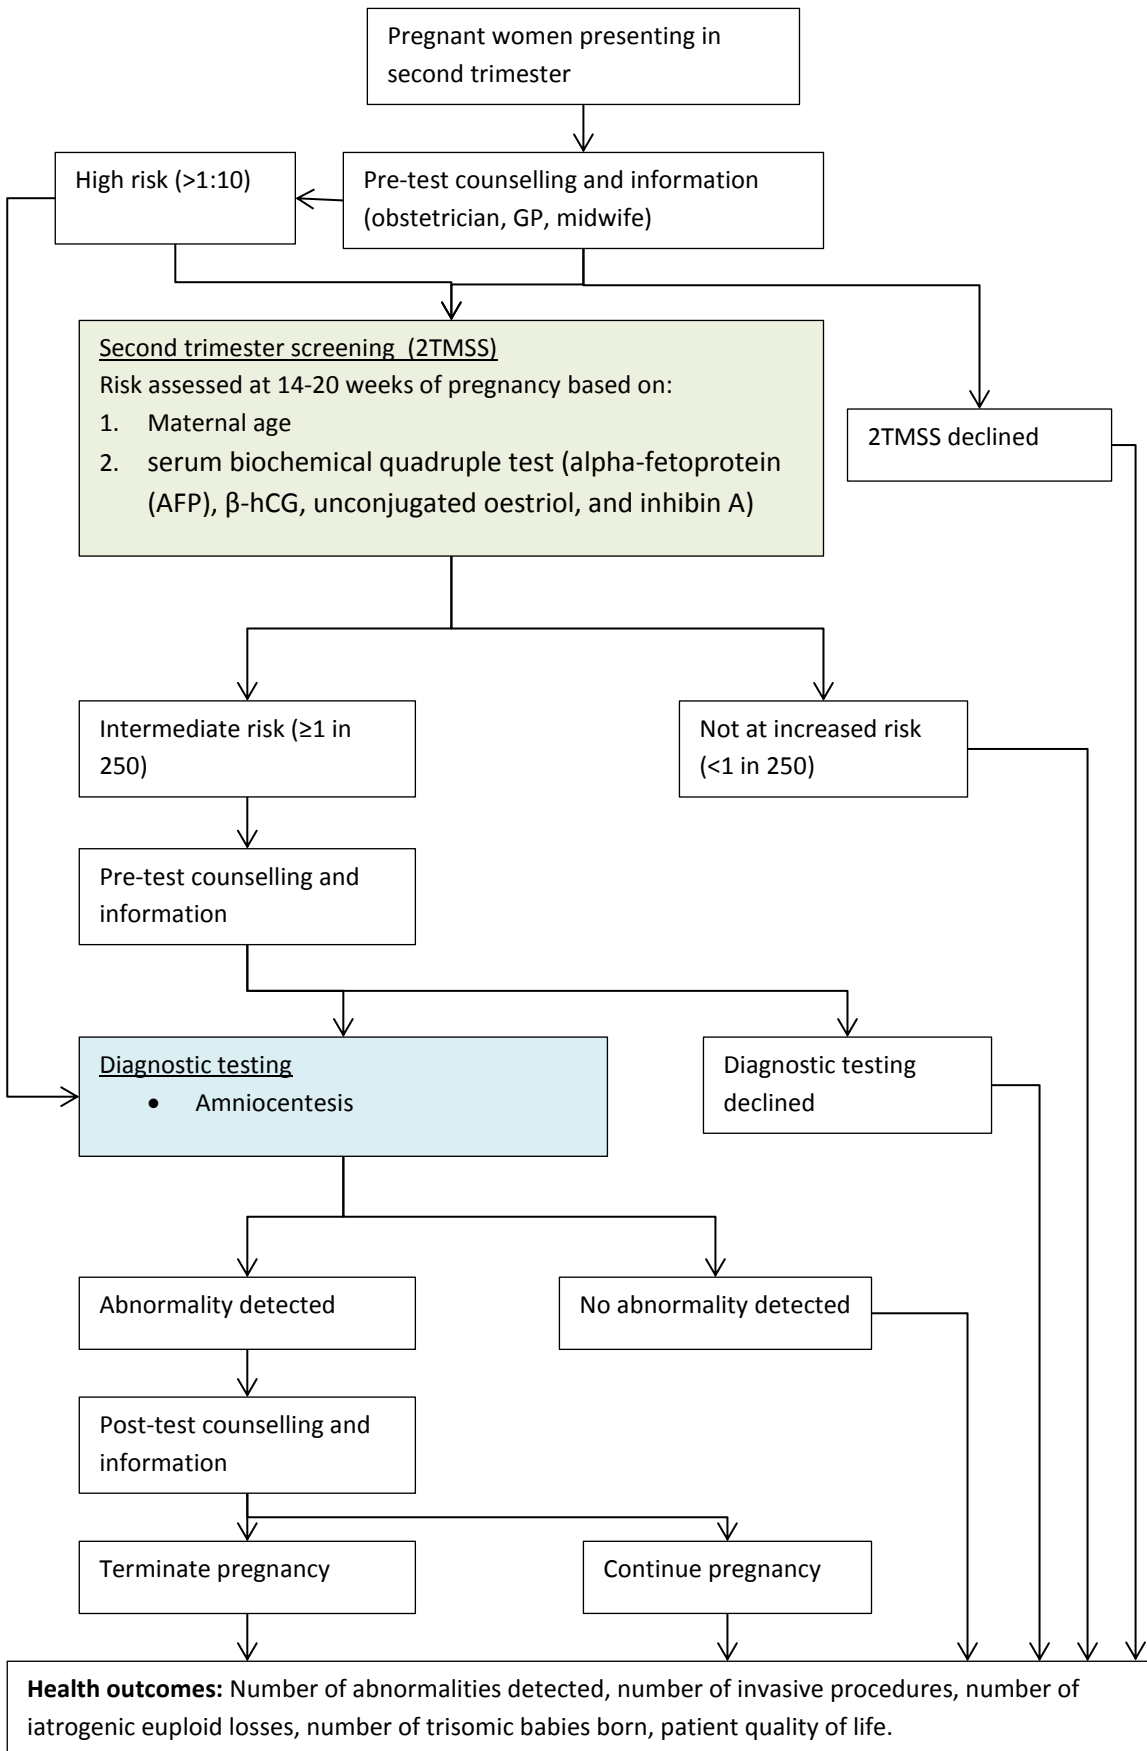 Pregnant women presenting in
second trimester
High risk (>1:10)
Pre-test counselling and information
(obstetrician, GP, midwife)
Second trimester screening (2TMSS)
Risk assessed at 14-20 weeks of pregnancy based on:
1. Maternal age
2. serum biochemical quadruple test (alpha-fetoprotein
(AFP), β-hCG, unconjugated oestriol, and inhibin A)
2TMSS declined
Intermediate risk (≥1 in
250)
Not at increased risk
(<1 in 250)
Pre-test counselling and
information
Diagnostic testing
• Amniocentesis
Diagnostic testing
declined
Abnormality detected
No abnormality detected
Post-test counselling and
information
Terminate pregnancy
Continue pregnancy
Health outcomes: Number of abnormalities detected, number of invasive procedures, number of
iatrogenic euploid losses, number of trisomic babies born, patient quality of life.